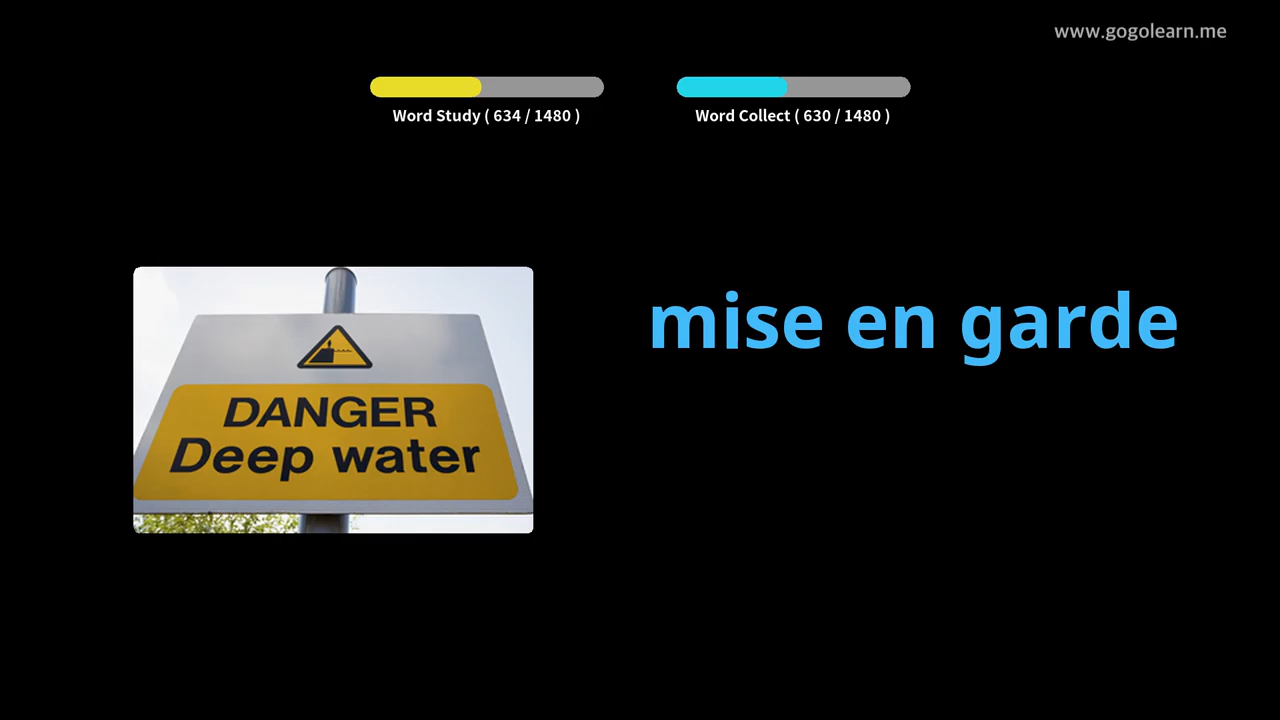 www.gogolearn.me
Word Study ( 634 / 1480 )
Word Collect ( 630 / 1480 )
mise en garde
DANGER
Deep water